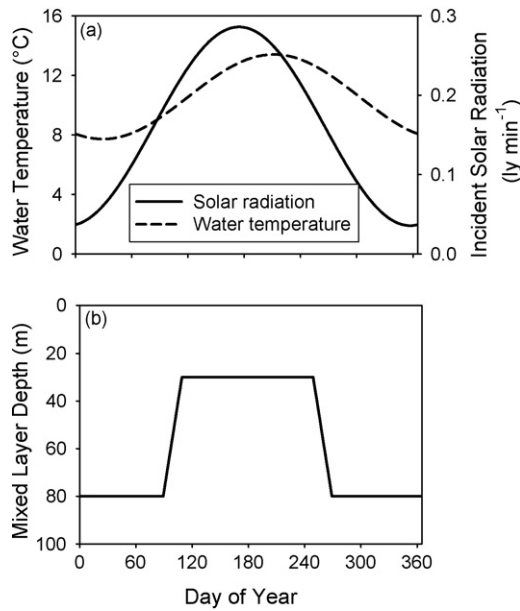 (a)
Water Temperature (°C)
16
12
8
4
0
0.3
0.2
0.1
0.0
Incident Solar Radiation
(ly min⁻¹)
Solar radiation
Water temperature
(b)
Mixed Layer Depth (m)
0
20
40
60
80
100
0
60
120
180
240
300
360
Day of Year